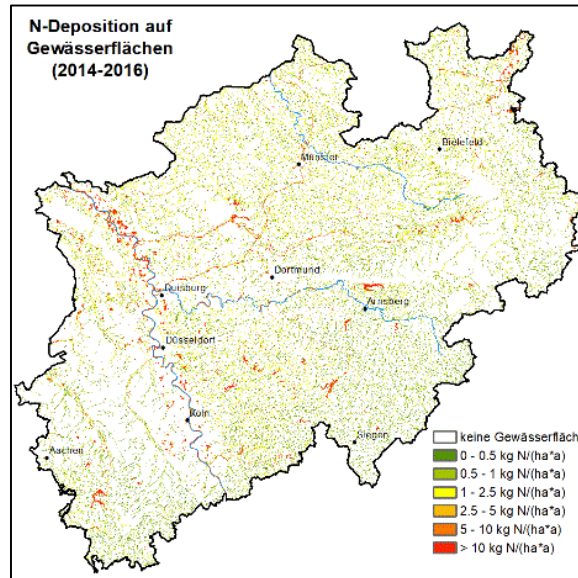 N-Deposition auf
Gewässerflächen
(2014-2016)
Bielefeld
Münster
Dortmund
Duisburg
Arnsberg
Düsseldorf
Köln
Siegen
Aachen
keine Gewässerfläch
0 - 0.5 kg N/(ha*a)
0.5 - 1 kg N/(ha*a)
1 - 2.5 kg N/(ha*a)
2.5 - 5 kg N/(ha*a)
5 - 10 kg N/(ha*a)
> 10 kg N/(ha*a)